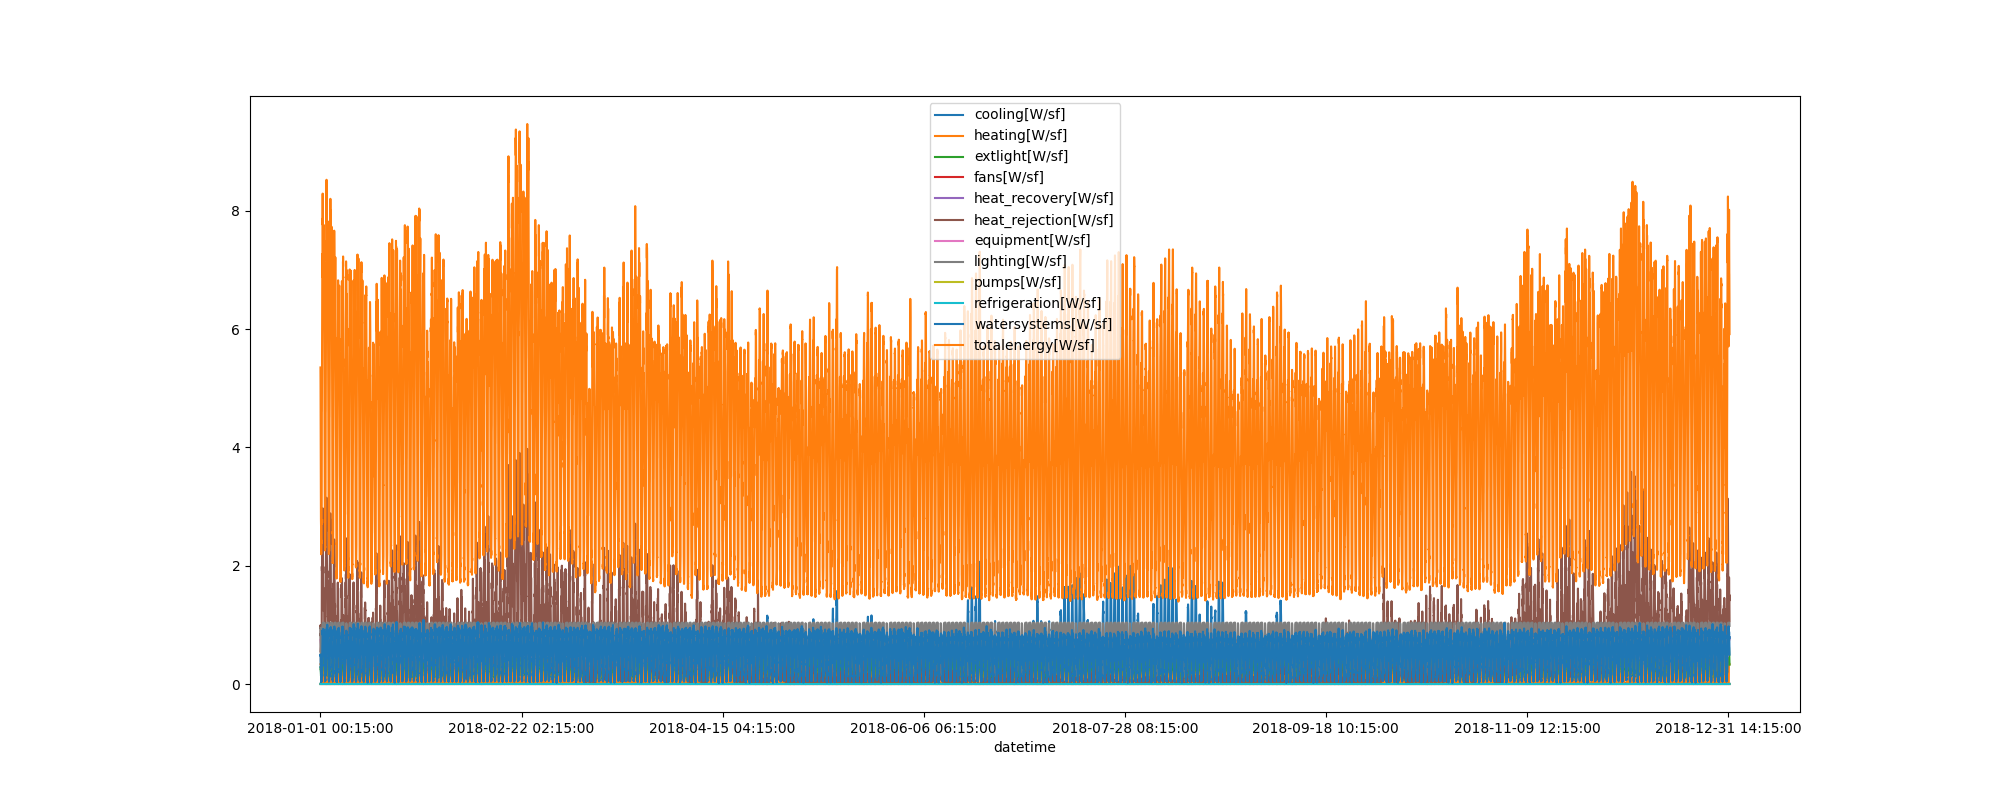 cooling[W/sf]
heating[W/sf]
extlight[W/sf]
fans[W/sf]
heat_recovery[W/sf]
heat_rejection[W/sf]
equipment[W/sf]
lighting[W/sf]
pumps[W/sf]
refrigeration[W/sf]
watersystems[W/sf]
totalenergy[W/sf]
8
6
4
2
0
2018-01-01 00:15:00 2018-02-22 02:15:00 2018-04-15 04:15:00 2018-06-06 06:15:00 2018-07-28 08:15:00 2018-09-18 10:15:00 2018-11-09 12:15:00 2018-12-31 14:15:00
datetime